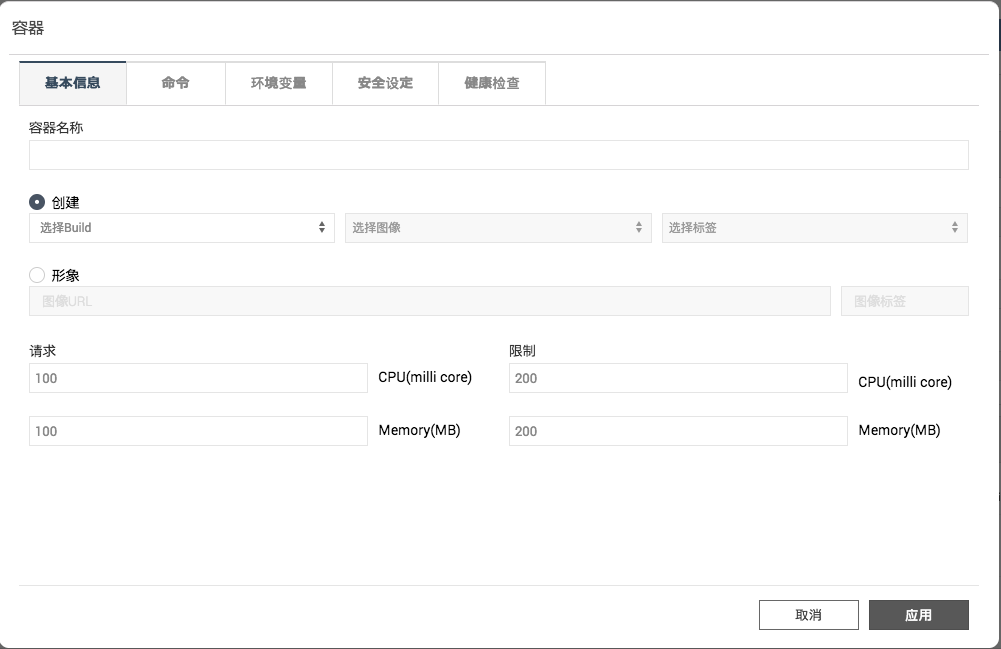 容器
基本信息 命令 环境变量 安全设定 健康检查
容器名称
创建
选择Build 选择图像 选择标签
形象
图像URL 图像标签
请求 限制
100 CPU(milli core) 200 CPU(milli core)
100 Memory(MB) 200 Memory(MB)
取消 应用